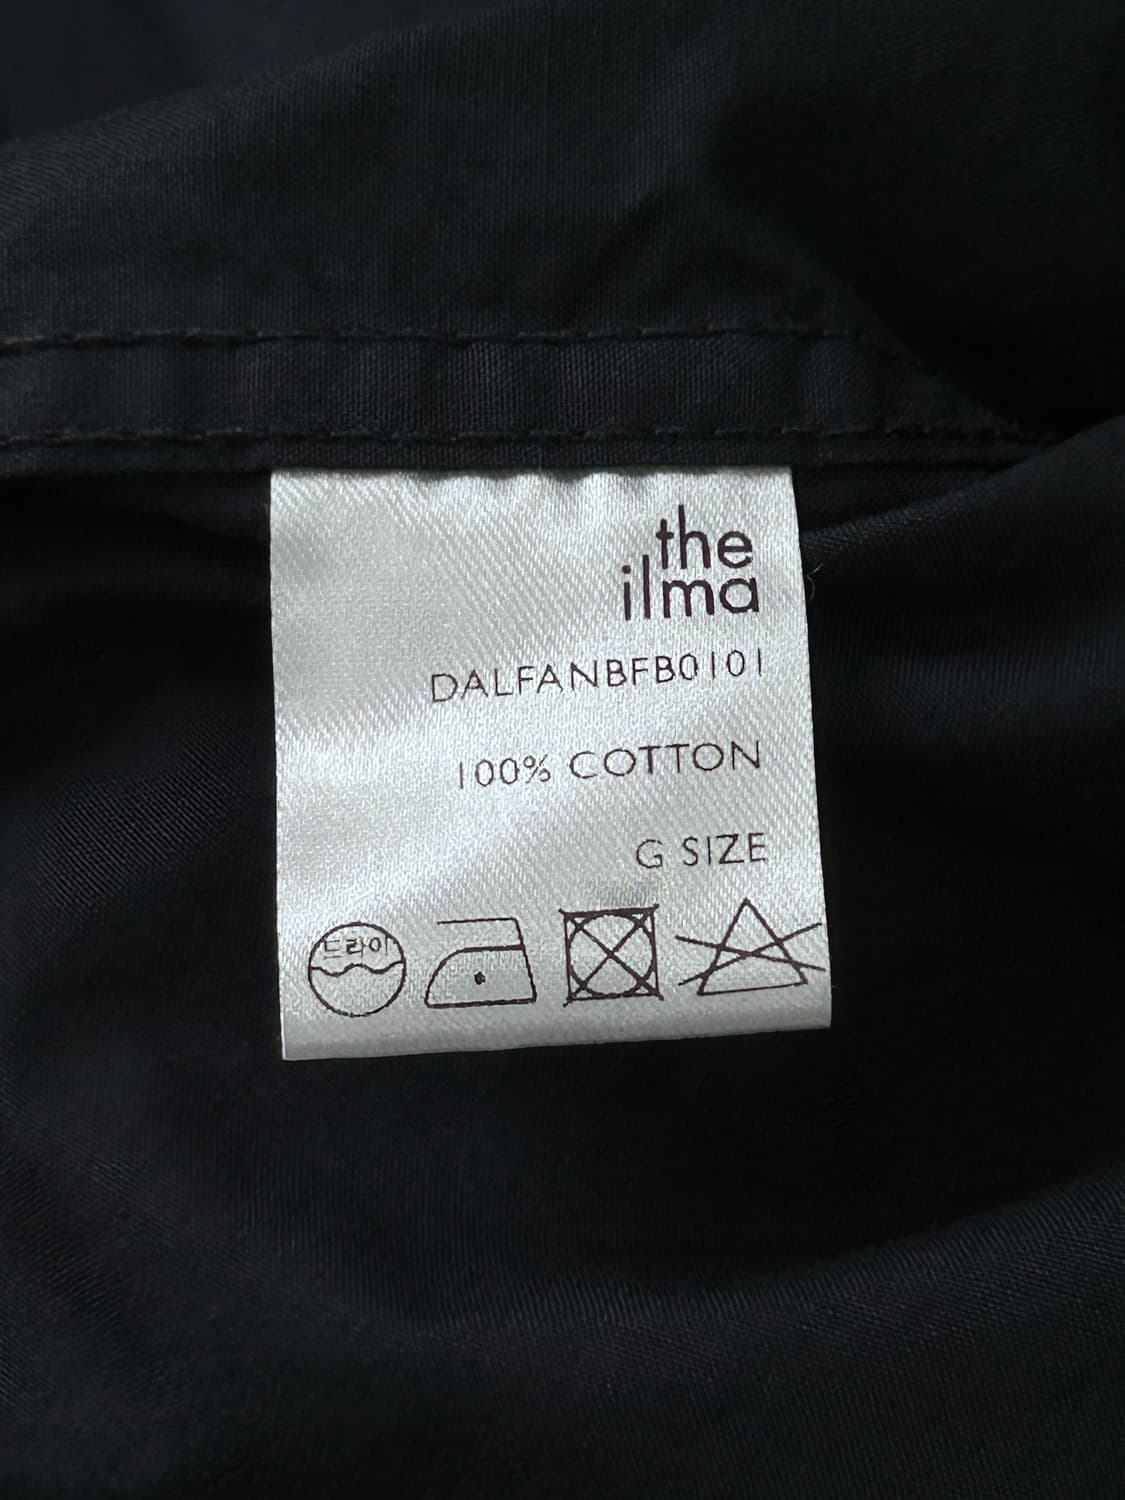 the
ilma
DALFANBFB0101
100% COTTON
G SIZE
드라이